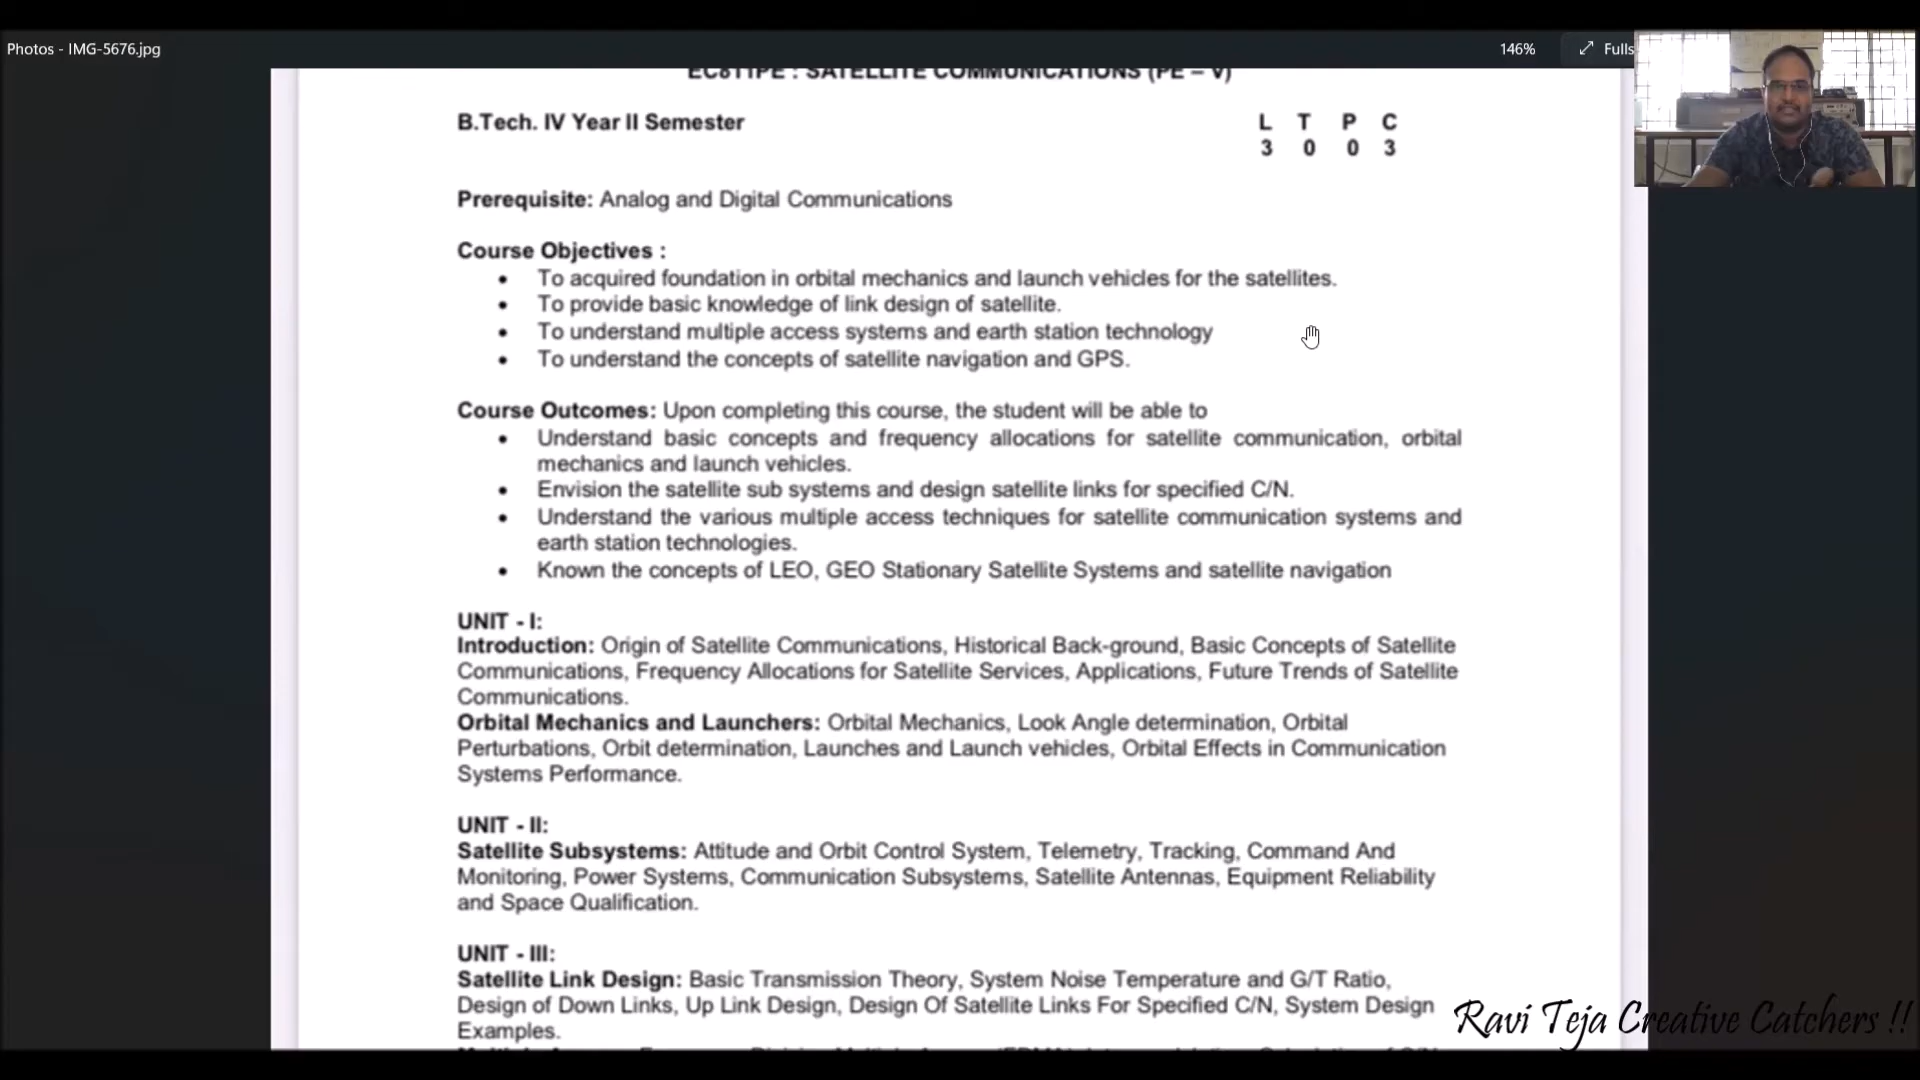 Photos - IMG-5676.jpg
146%
Fulls
: SATELLITE COMMUNICATIONS (PE – V)
B.Tech. IV Year II Semester
L T P C
3 0 0 3
Prerequisite: Analog and Digital Communications
Course Objectives :
• To acquired foundation in orbital mechanics and launch vehicles for the satellites.
• To provide basic knowledge of link design of satellite.
• To understand multiple access systems and earth station technology
• To understand the concepts of satellite navigation and GPS.
Course Outcomes: Upon completing this course, the student will be able to
• Understand basic concepts and frequency allocations for satellite communication, orbital
mechanics and launch vehicles.
• Envision the satellite sub systems and design satellite links for specified C/N.
• Understand the various multiple access techniques for satellite communication systems and
earth station technologies.
• Known the concepts of LEO, GEO Stationary Satellite Systems and satellite navigation
UNIT - I:
Introduction: Origin of Satellite Communications, Historical Back-ground, Basic Concepts of Satellite
Communications, Frequency Allocations for Satellite Services, Applications, Future Trends of Satellite
Communications.
Orbital Mechanics and Launchers: Orbital Mechanics, Look Angle determination, Orbital
Perturbations, Orbit determination, Launches and Launch vehicles, Orbital Effects in Communication
Systems Performance.
UNIT - II:
Satellite Subsystems: Attitude and Orbit Control System, Telemetry, Tracking, Command And
Monitoring, Power Systems, Communication Subsystems, Satellite Antennas, Equipment Reliability
and Space Qualification.
UNIT - III:
Satellite Link Design: Basic Transmission Theory, System Noise Temperature and G/T Ratio,
Design of Down Links, Up Link Design, Design Of Satellite Links For Specified C/N, System Design
Examples.
Ravi Teja Creative Catchers !!